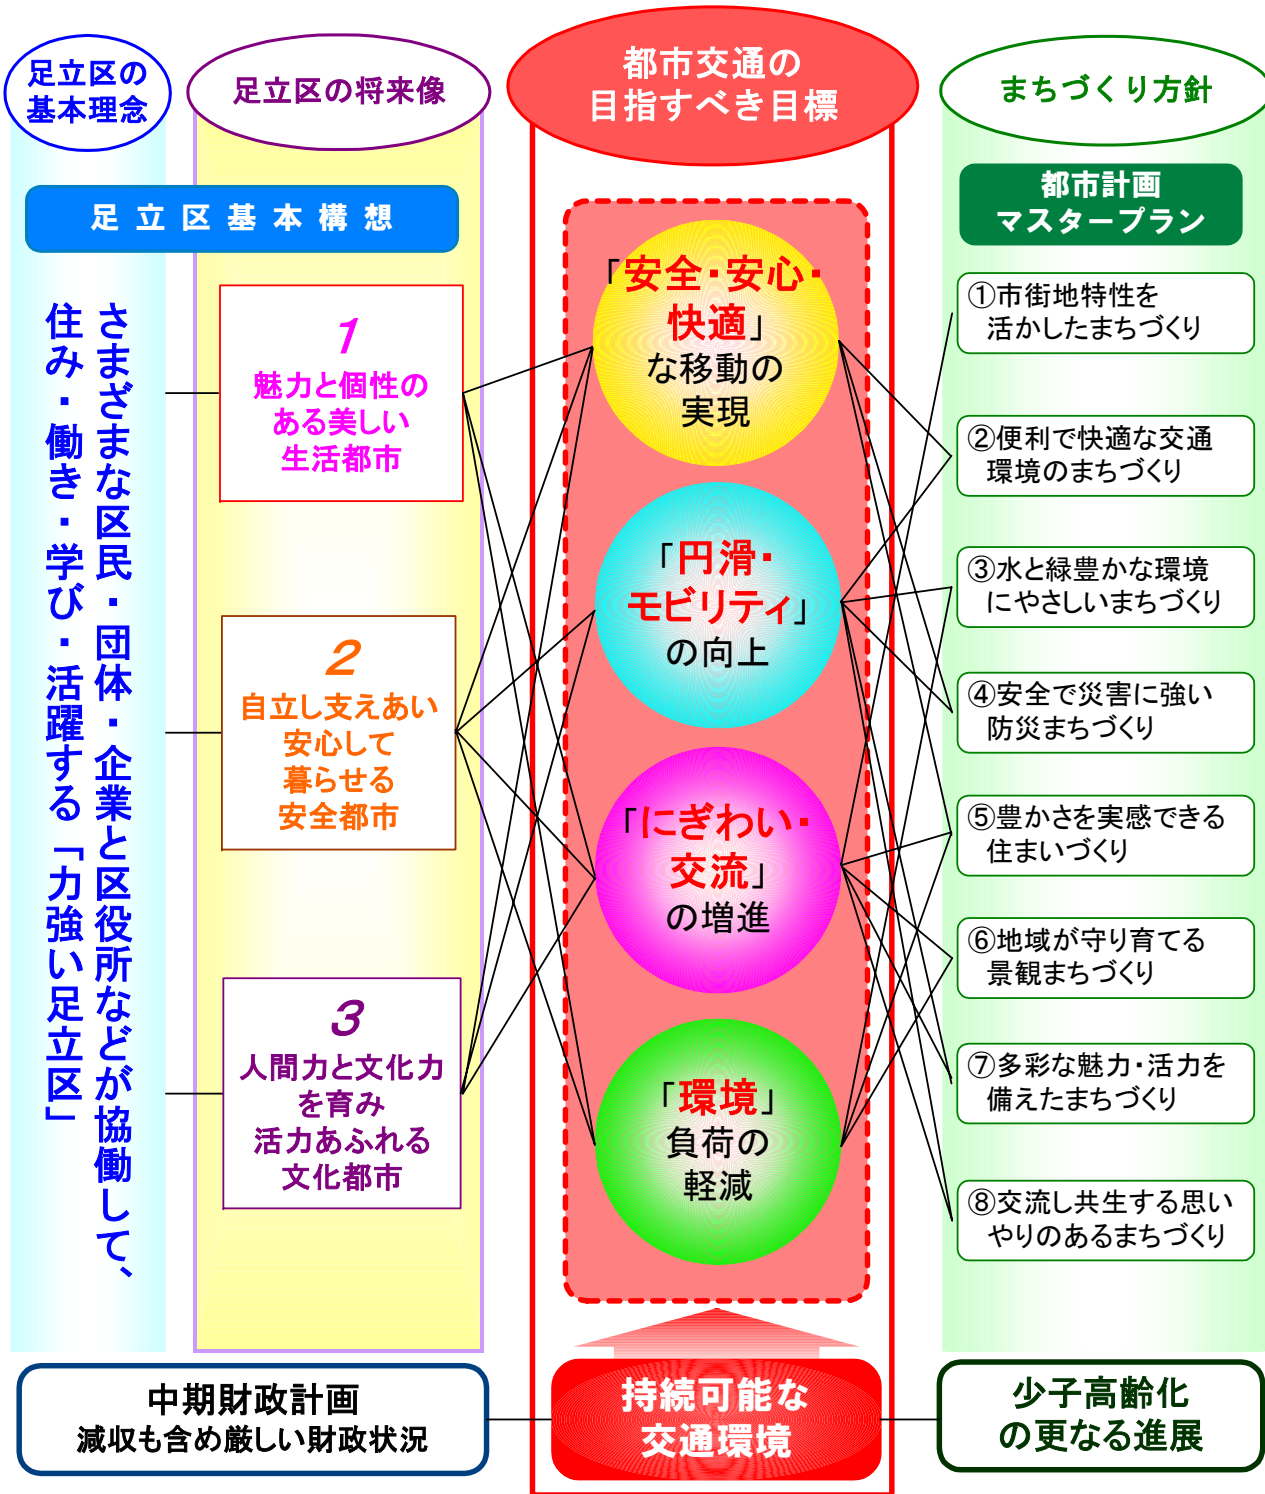 足立区の
基本理念
足立区の将来像
都市交通の
目指すべき目標
まちづくり方針
足立区基本構想
都市計画
マスタープラン
さまざまな区民・団体・企業と区役所などが協働して、
住み・働き・学び・活躍する「力強い足立区」
1
魅力と個性の
ある美しい
生活都市
2
自立し支えあい
安心して
暮らせる
安全都市
3
人間力と文化力
を育み
活力あふれる
文化都市
「安全・安心・
快適」
な移動の
実現
「円滑・
モビリティ」
の向上
「にぎわい・
交流」
の増進
「環境」
負荷の
軽減
①市街地特性を
活かしたまちづくり
②便利で快適な交通
環境のまちづくり
③水と緑豊かな環境
にやさしいまちづくり
④安全で災害に強い
防災まちづくり
⑤豊かさを実感できる
住まいづくり
⑥地域が守り育てる
景観まちづくり
⑦多彩な魅力・活力を
備えたまちづくり
⑧交流し共生する思い
やりのあるまちづくり
中期財政計画
減収も含め厳しい財政状況
持続可能な
交通環境
少子高齢化
の更なる進展